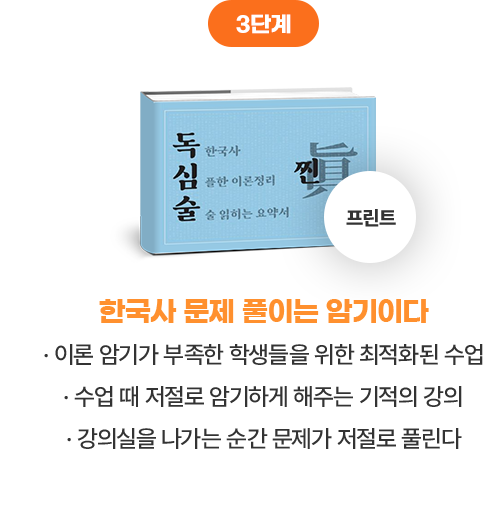 3단계
독 한국사
심 플한 이론정리
술 술 읽히는 요약서
찐 眞
프린트
한국사 문제 풀이는 암기이다
· 이론 암기가 부족한 학생들을 위한 최적화된 수업
· 수업 때 저절로 암기하게 해주는 기적의 강의
· 강의실을 나가는 순간 문제가 저절로 풀린다